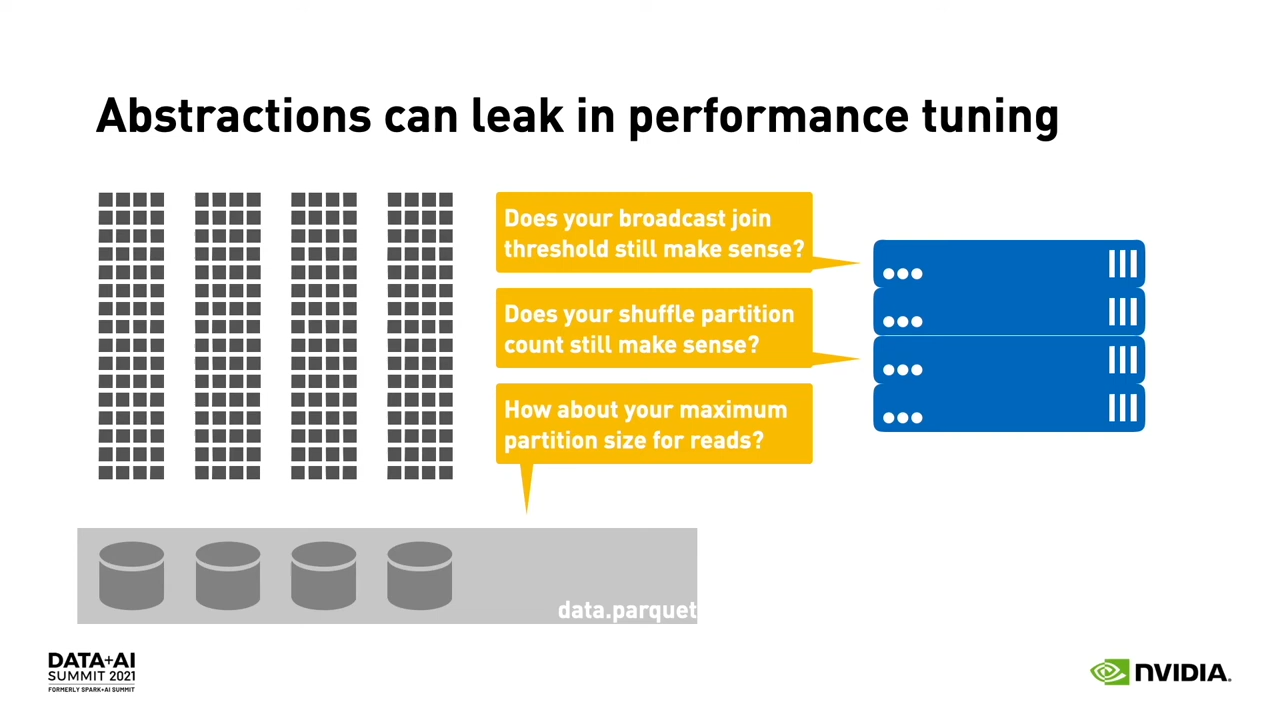 Abstractions can leak in performance tuning
Does your broadcast join
threshold still make sense?
Does your shuffle partition
count still make sense?
How about your maximum
partition size for reads?
data.parquet
DATA+AI
SUMMIT 2021
FORMERLY SPARK+AI SUMMIT
NVIDIA.